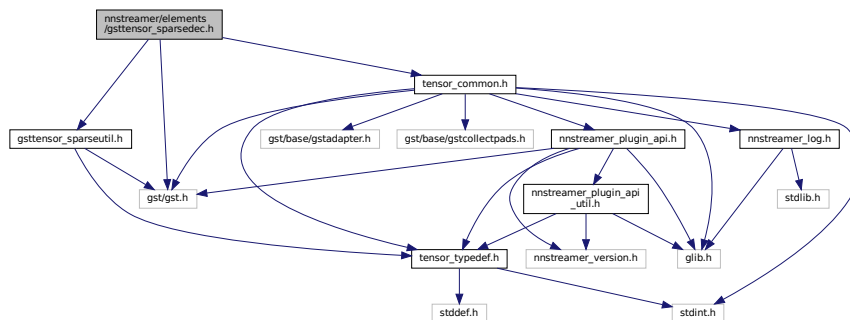 nnstreamer/elements
/gsttensor_sparsedec.h
tensor_common.h
gsttensor_sparseutil.h
gst/base/gstadapter.h
gst/base/gstcollectpads.h
nnstreamer_plugin_api.h
nnstreamer_log.h
gst/gst.h
nnstreamer_plugin_api
_util.h
stdlib.h
tensor_typedef.h
nnstreamer_version.h
glib.h
stddef.h
stdint.h